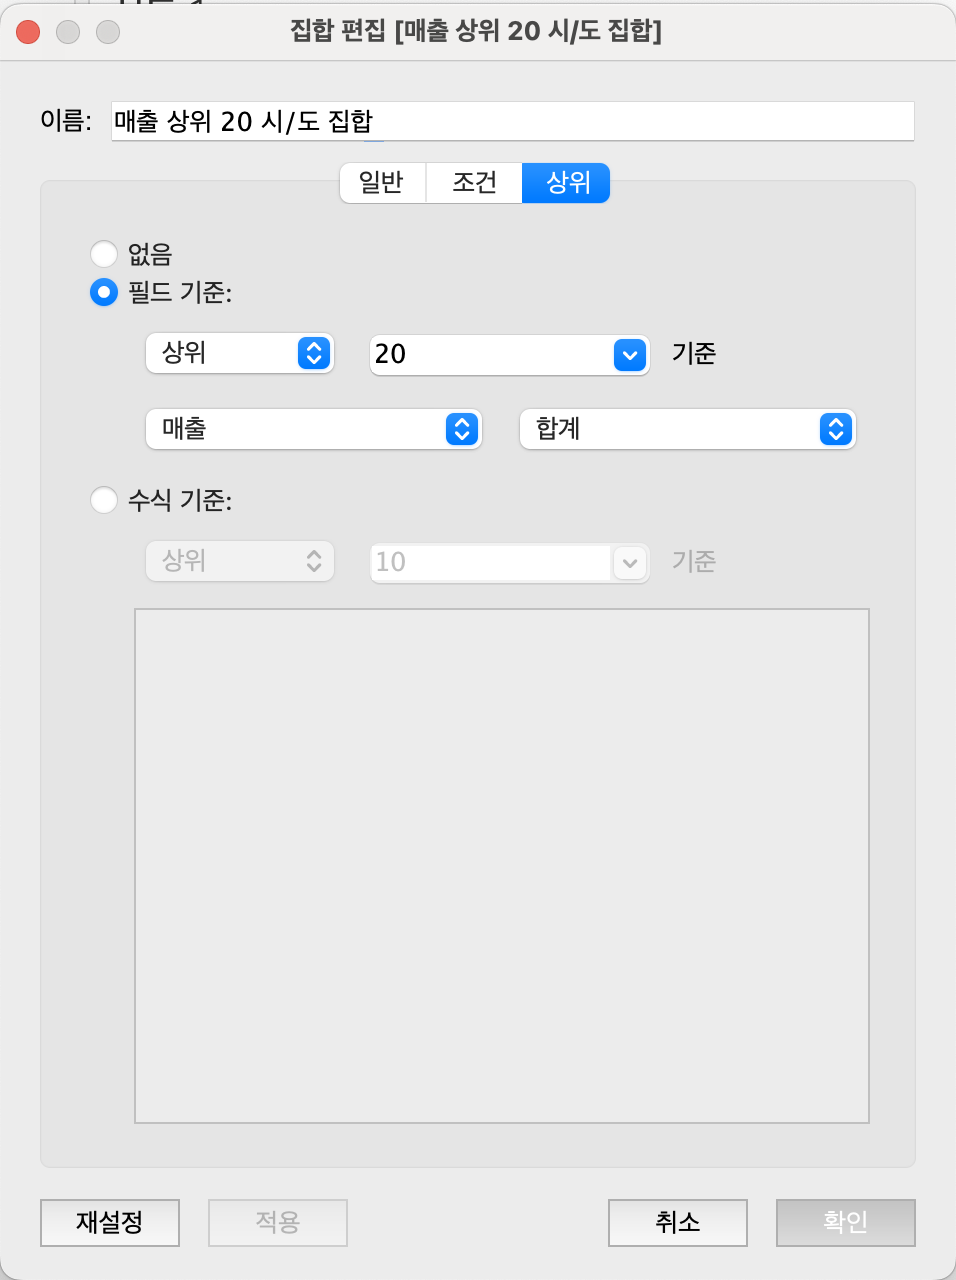 집합 편집 [매출 상위 20 시/도 집합]
이름: 매출 상위 20 시/도 집합
일반 조건 상위
없음
필드 기준:
상위 20 기준
매출 합계
수식 기준:
상위 10 기준
재설정 적용 취소 확인